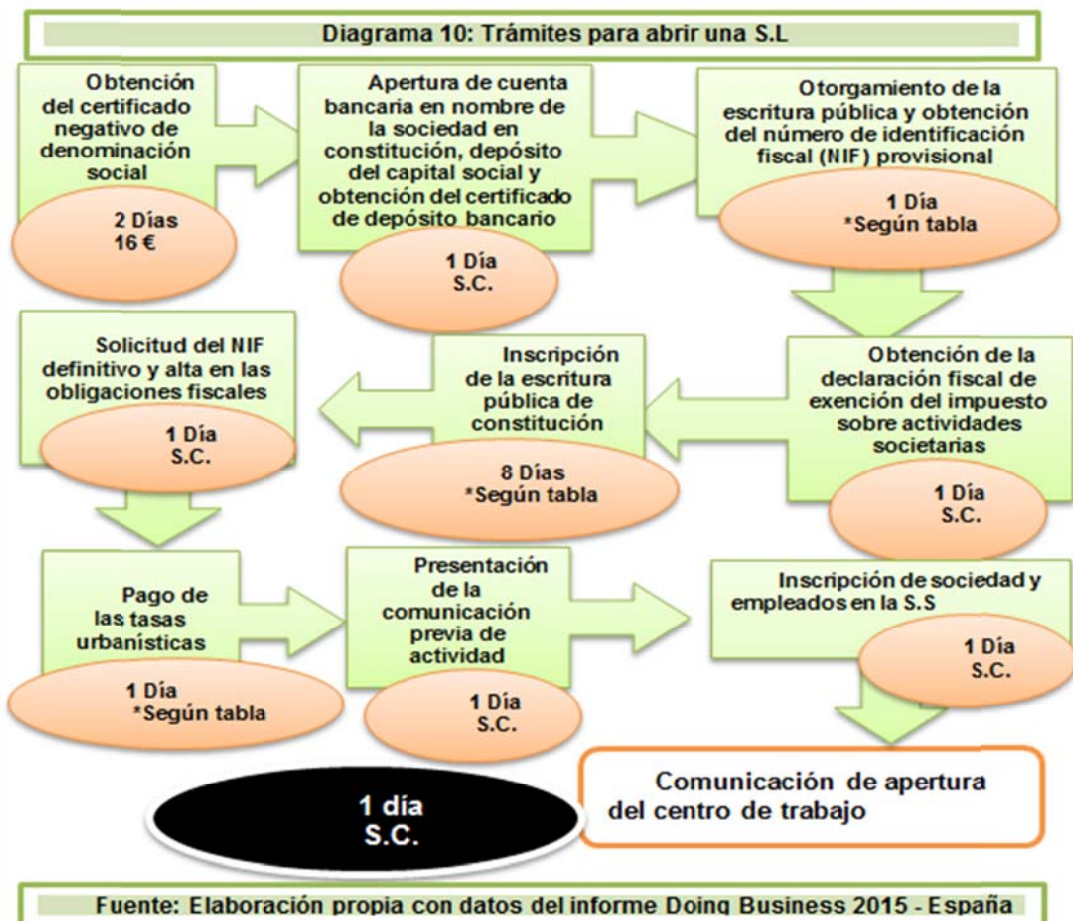 Diagrama 10: Trámites para abrir una S.L
Obtención
del certificado
negativo de
denominación
social
2 Días
16 €
Apertura de cuenta
bancaria en nombre de
la sociedad en
constitución, depósito
del capital social y
obtención del certificado
de depósito bancario
1 Día
S.C.
Otorgamiento de la
escritura pública y obtención
del número de identificación
fiscal (NIF) provisional
1 Día
*Según tabla
Obtención de la
declaración fiscal de
exención del impuesto
sobre actividades
societarias
1 Día
S.C.
Inscripción
de la escritura
pública de
constitución
8 Días
*Según tabla
Solicitud del NIF
definitivo y alta en las
obligaciones fiscales
1 Día
S.C.
Pago de
las tasas
urbanísticas
1 Día
*Según tabla
Presentación
de la
comunicación
previa de
actividad
1 Día
S.C.
Inscripción de sociedad y
empleados en la S.S
1 Día
S.C.
Comunicación de apertura
del centro de trabajo
1 día
S.C.
Fuente: Elaboración propia con datos del informe Doing Business 2015 - España